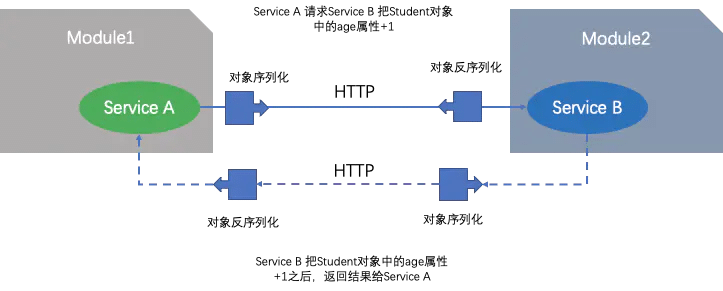 Service A 请求Service B 把Student对象
中的age属性+1
Module1
Module2
对象序列化
HTTP
对象反序列化
Service A
Service B
HTTP
对象反序列化
对象序列化
Service B 把Student对象中的age属性
+1之后，返回结果给Service A